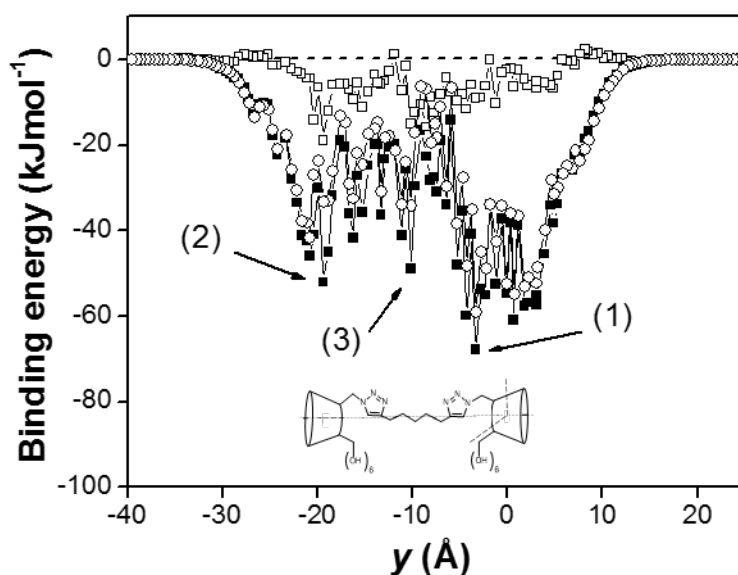 Binding energy (kJmol⁻¹)
0
-20
-40
-60
-80
-100
(2)
(3)
(1)
N
N
N
N
N
N
(OH)6
(OH)6
-40
-30
-20
-10
0
10
20
y (Å)